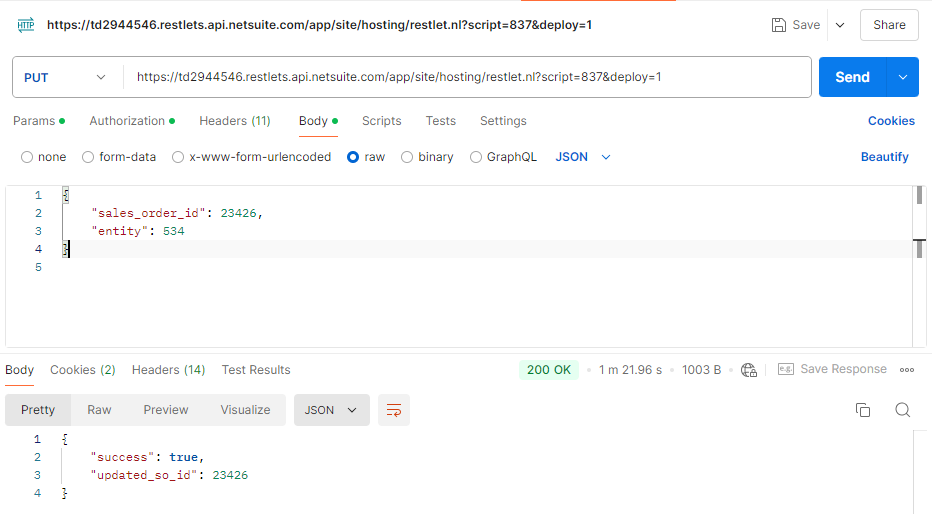 HTTP https://td2944546.restlets.api.netsuite.com/app/site/hosting/restlet.nl?script=837&deploy=1 Save Share
PUT https://td2944546.restlets.api.netsuite.com/app/site/hosting/restlet.nl?script=837&deploy=1 Send
Params Authorization Headers (11) Body Scripts Tests Settings Cookies
none form-data x-www-form-urlencoded raw binary GraphQL JSON Beautify
1 {
2 "sales_order_id": 23426,
3 "entity": 534
4 }
5
Body Cookies (2) Headers (14) Test Results 200 OK 1 m 21.96 s 1003 B e.g. Save Response
Pretty Raw Preview Visualize JSON
1 {
2 "success": true,
3 "updated_so_id": 23426
4 }